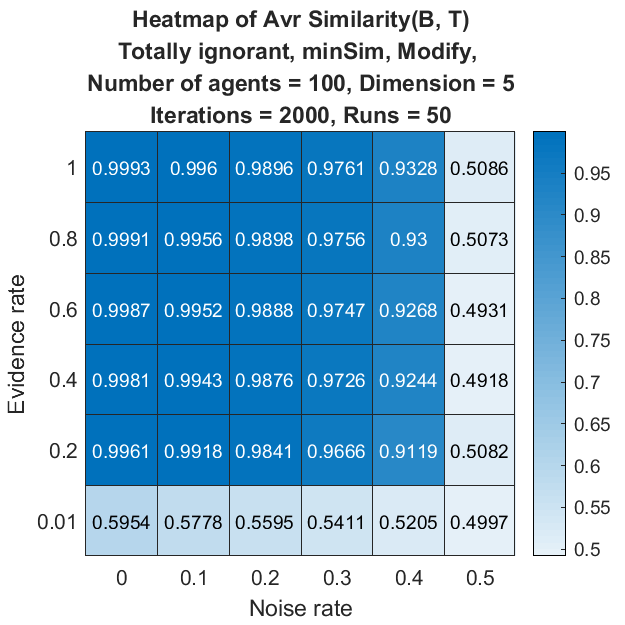 Heatmap of Avr Similarity(B, T)
Totally ignorant, minSim, Modify,
Number of agents = 100, Dimension = 5
Iterations = 2000, Runs = 50
1 0.9993 0.996 0.9896 0.9761 0.9328 0.5086
0.8 0.9991 0.9956 0.9898 0.9756 0.93 0.5073
0.6 0.9987 0.9952 0.9888 0.9747 0.9268 0.4931
0.4 0.9981 0.9943 0.9876 0.9726 0.9244 0.4918
0.2 0.9961 0.9918 0.9841 0.9666 0.9119 0.5082
0.01 0.5954 0.5778 0.5595 0.5411 0.5205 0.4997
0 0.1 0.2 0.3 0.4 0.5
Noise rate
Evidence rate
0.95
0.9
0.85
0.8
0.75
0.7
0.65
0.6
0.55
0.5